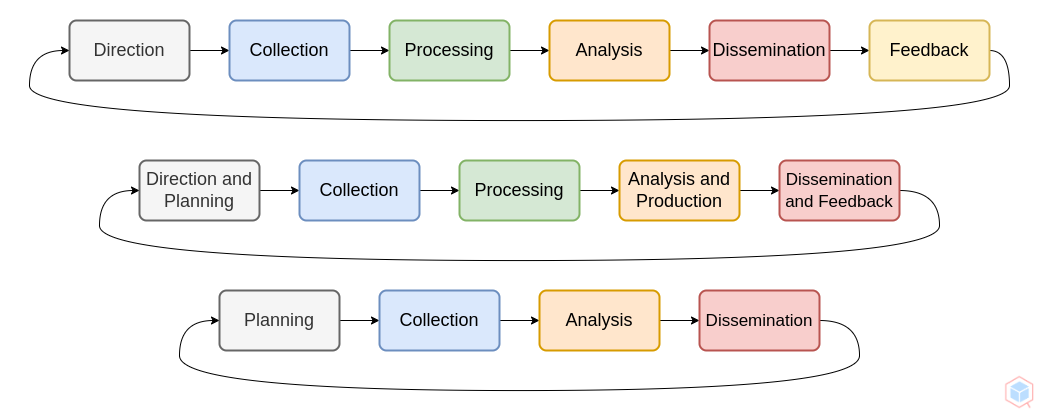 Direction
Collection
Processing
Analysis
Dissemination
Feedback
Direction and
Planning
Collection
Processing
Analysis and
Production
Dissemination
and Feedback
Planning
Collection
Analysis
Dissemination